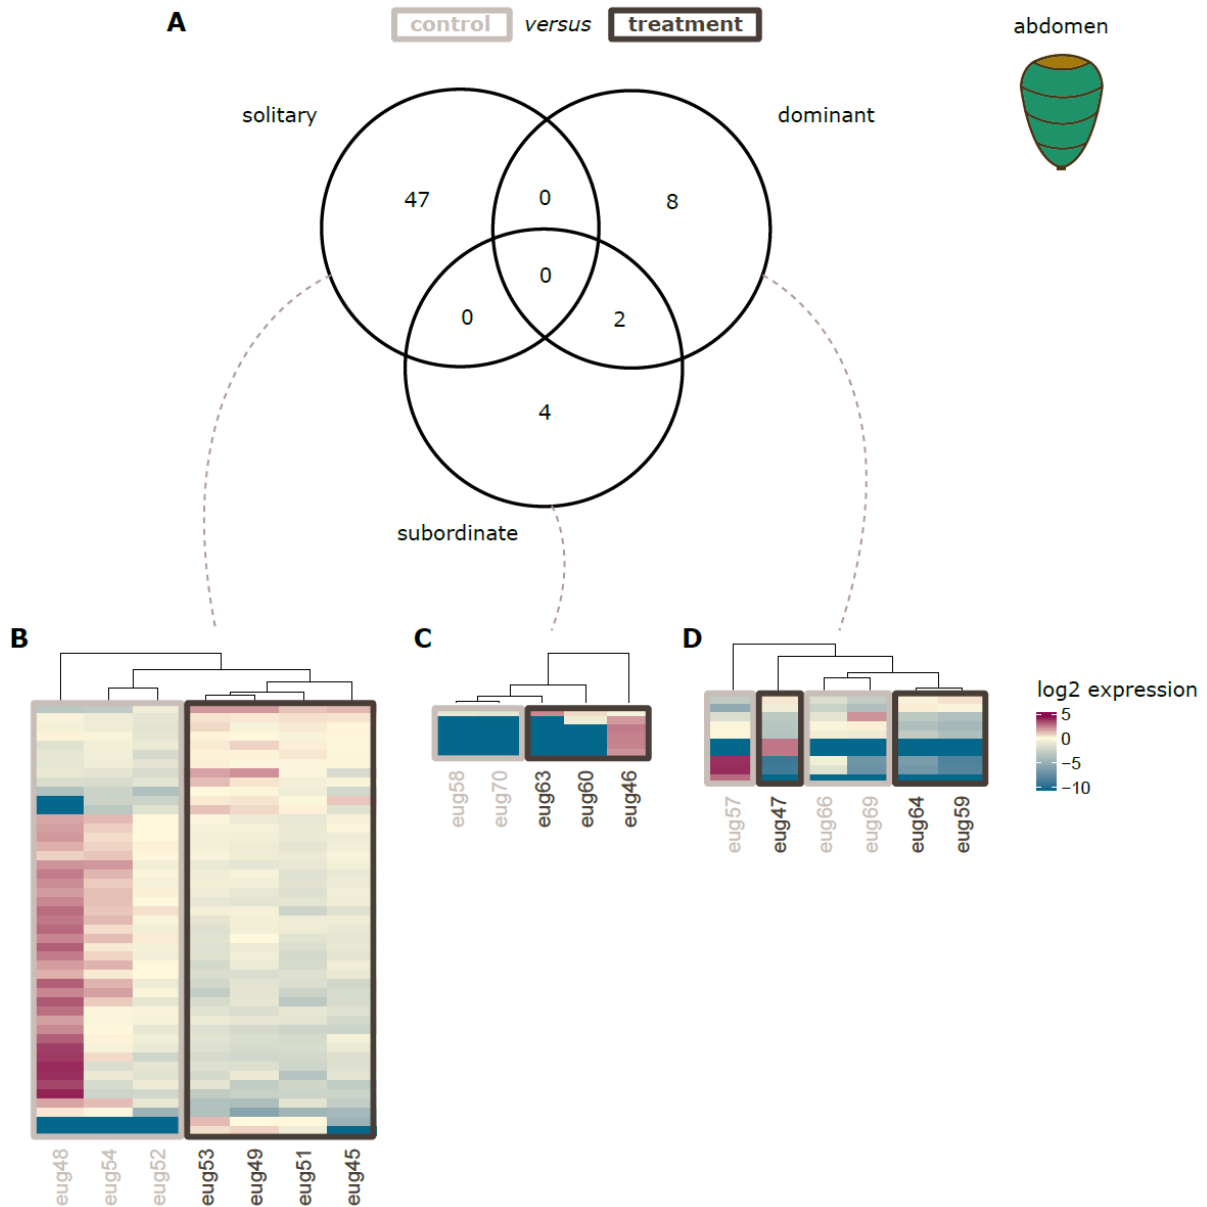 A
control versus treatment
abdomen
solitary
dominant
47
0
8
0
0
2
4
subordinate
B
C
D
log2 expression
5
0
−5
−10
eug58
eug70
eug63
eug60
eug46
eug57
eug47
eug66
eug69
eug64
eug59
eug48
eug54
eug52
eug53
eug49
eug51
eug45